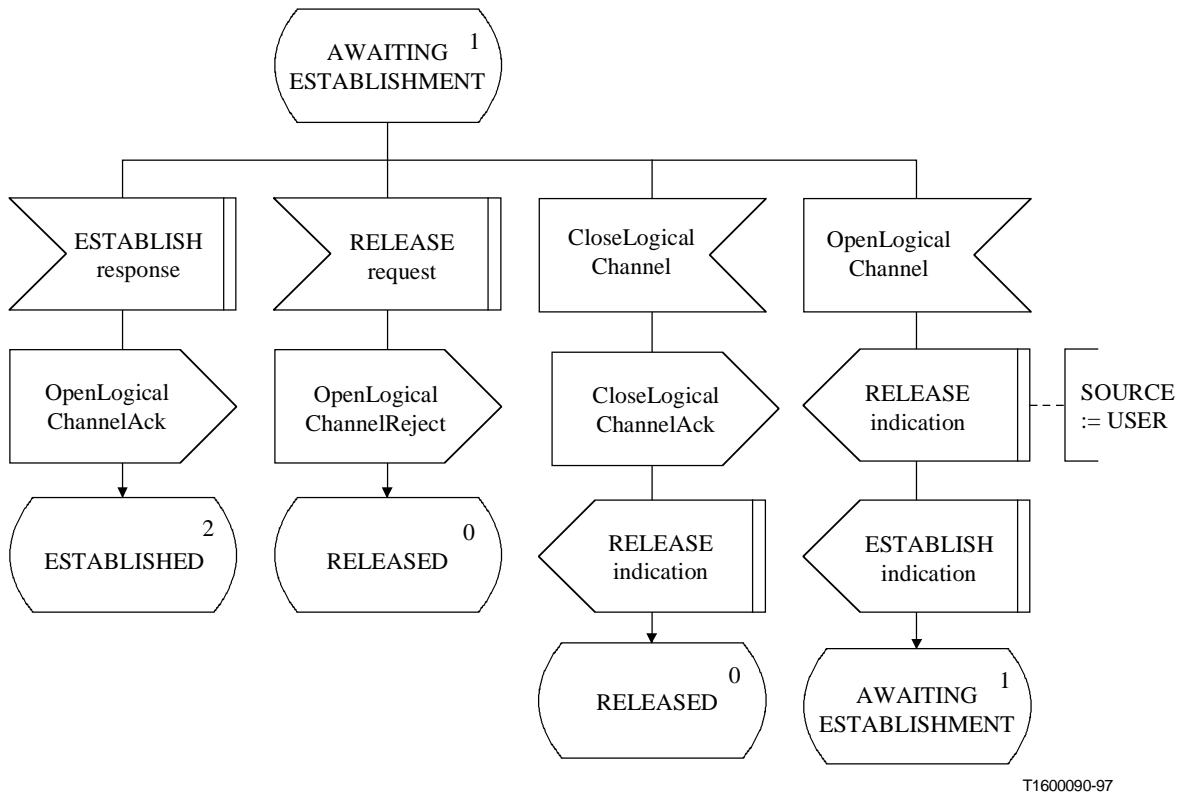 AWAITING
ESTABLISHMENT
1
ESTABLISH
response
RELEASE
request
CloseLogical
Channel
OpenLogical
Channel
OpenLogical
ChannelAck
OpenLogical
ChannelReject
CloseLogical
ChannelAck
RELEASE
indication
SOURCE
:= USER
ESTABLISHED
2
RELEASED
0
RELEASE
indication
ESTABLISH
indication
RELEASED
0
AWAITING
ESTABLISHMENT
1
T1600090-97